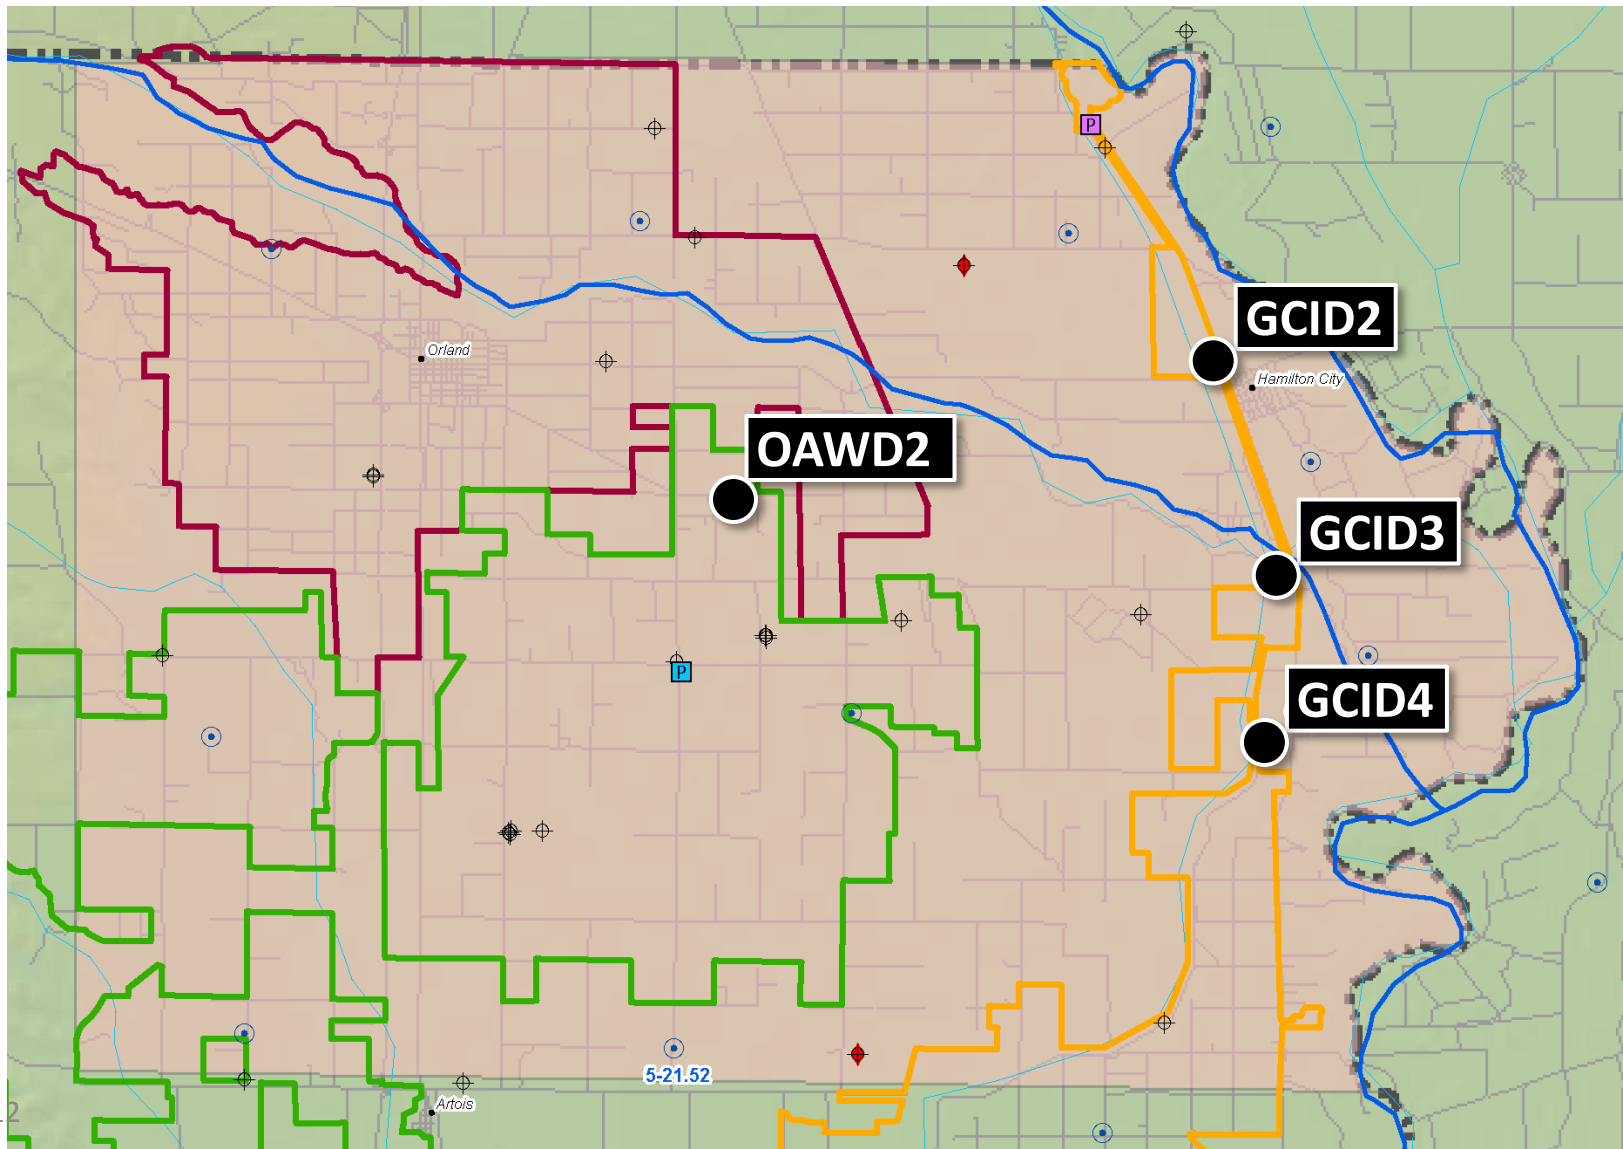 P
GCID2
Orland
Hamilton City
OAWD2
GCID3
P
GCID4
5-21.52
Artois